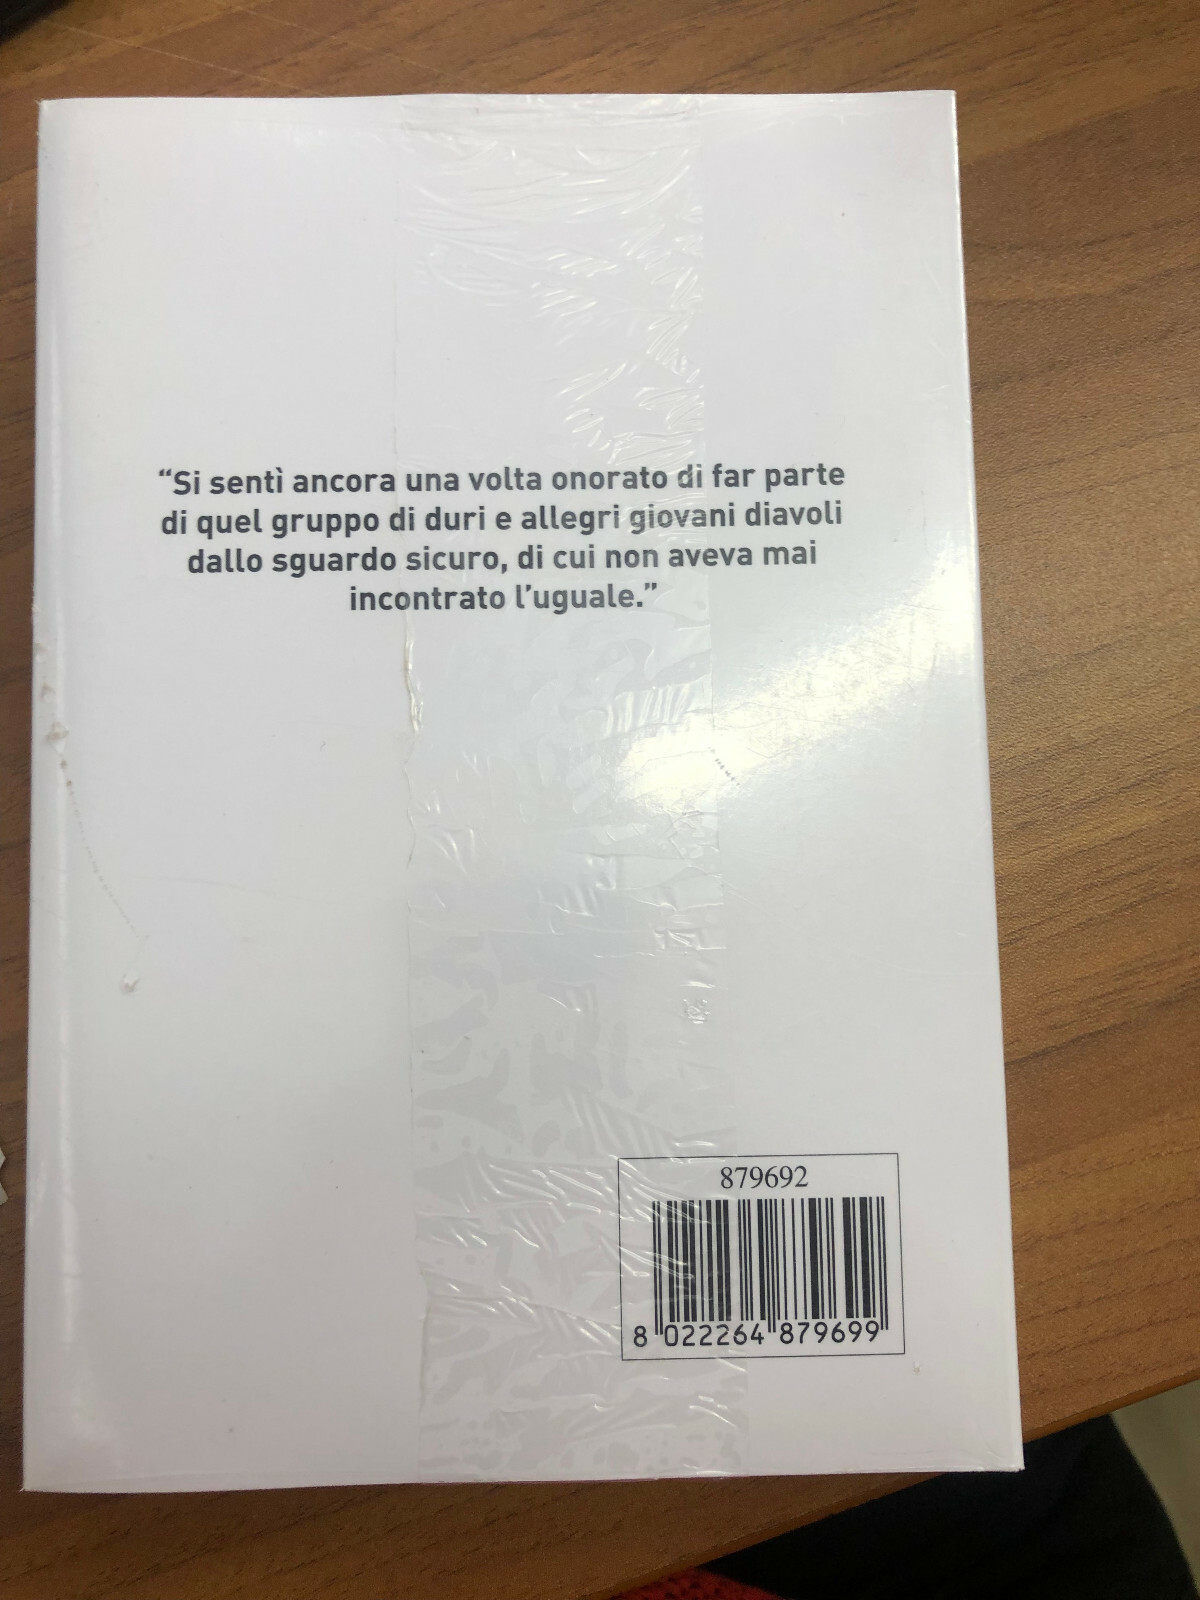 “Si sentì ancora una volta onorato di far parte
di quel gruppo di duri e allegri giovani diavoli
dallo sguardo sicuro, di cui non aveva mai
incontrato l’uguale.”
879692
8 022264 879699